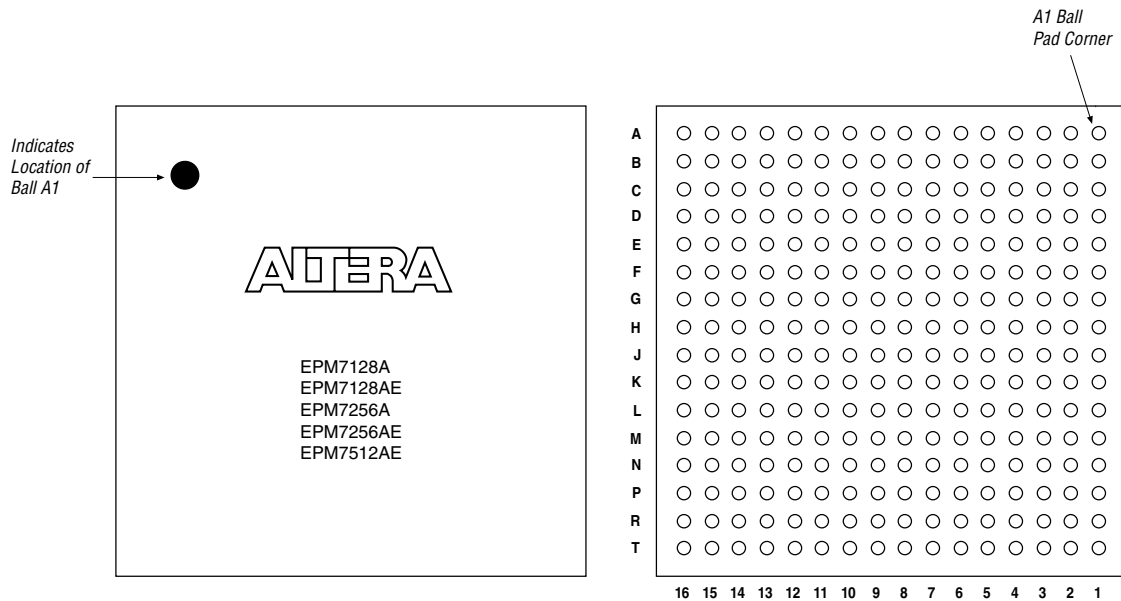 A1 Ball
Pad Corner
Indicates
Location of
Ball A1
ALTERA
EPM7128A
EPM7128AE
EPM7256A
EPM7256AE
EPM7512AE
A
B
C
D
E
F
G
H
J
K
L
M
N
P
R
T
16 15 14 13 12 11 10 9 8 7 6 5 4 3 2 1